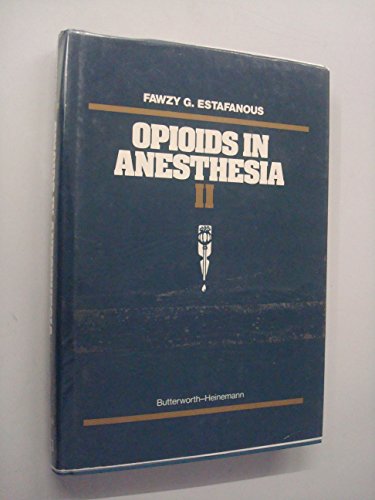 FAWZY G. ESTAFANOUS
OPIOIDS IN
ANESTHESIA
II
Butterworth-Heinemann